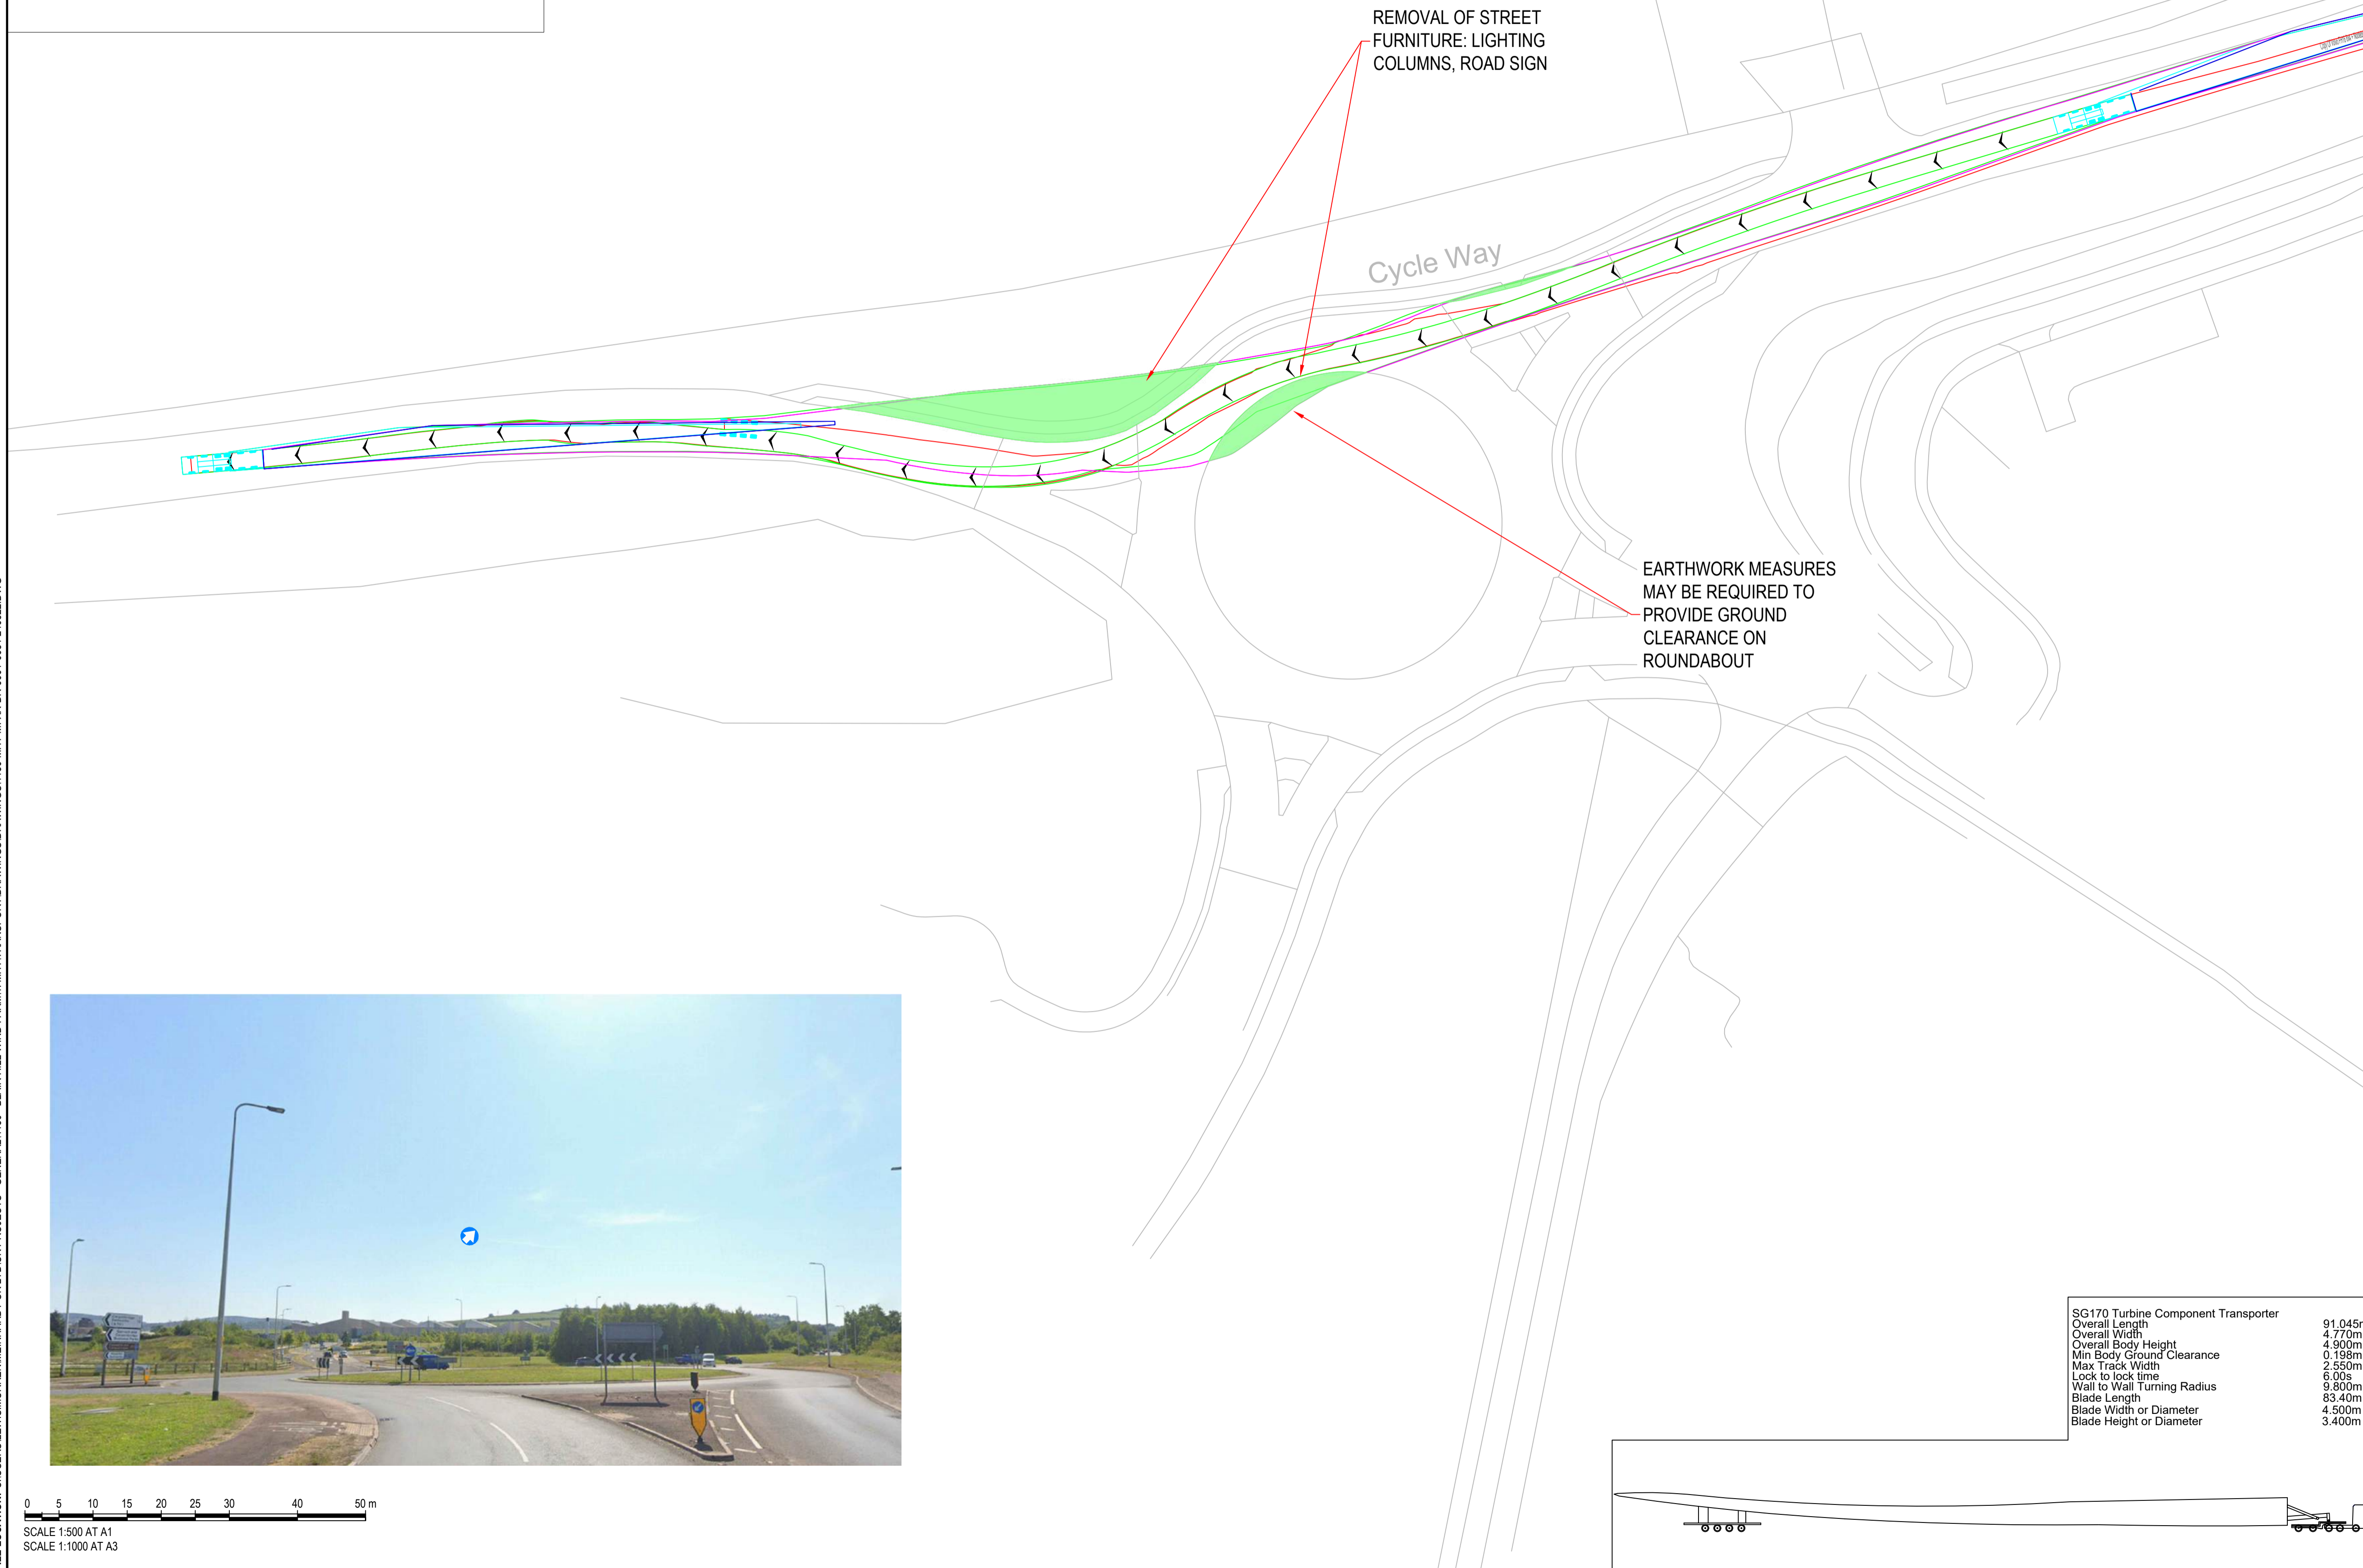 REMOVAL OF STREET
FURNITURE: LIGHTING
COLUMNS, ROAD SIGN
Cycle Way
EARTHWORK MEASURES
MAY BE REQUIRED TO
PROVIDE GROUND
CLEARANCE ON
ROUNDABOUT
SG170 Turbine Component Transporter
Overall Length 91.045m
Overall Width 4.770m
Overall Body Height 4.900m
Min Body Ground Clearance 0.198m
Max Track Width 2.550m
Lock to lock time 6.00s
Wall to Wall Turning Radius 9.800m
Blade Length 83.40m
Blade Width or Diameter 4.500m
Blade Height or Diameter 3.400m
0 5 10 15 20 25 30 40 50 m
SCALE 1:500 AT A1
SCALE 1:1000 AT A3